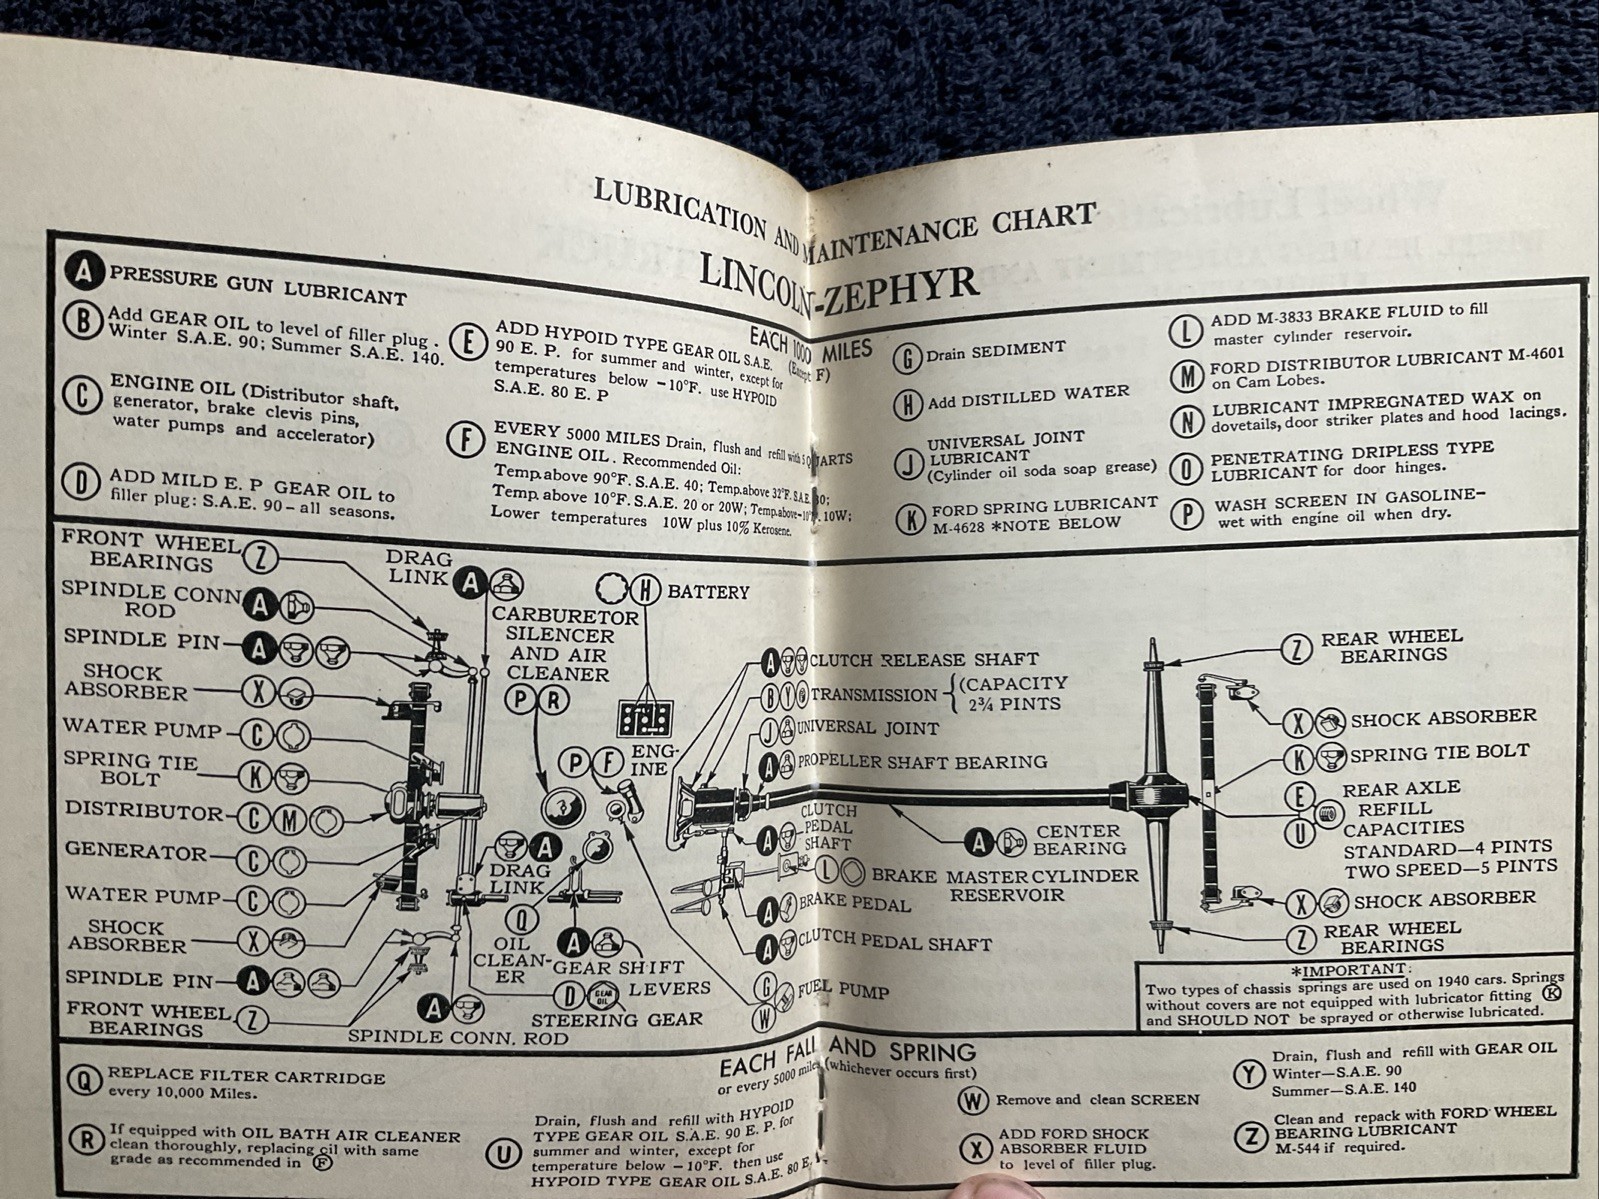 LUBRICATION AND MAINTENANCE CHART
LINCOLN-ZEPHYR
EACH 1000 MILES
(Except F)
A PRESSURE GUN LUBRICANT
B Add GEAR OIL to level of filler plug.
Winter S.A.E. 90; Summer S.A.E. 140.
C ENGINE OIL (Distributor shaft,
generator, brake clevis pins,
water pumps and accelerator)
D ADD MILD E. P GEAR OIL to
filler plug: S.A.E. 90 – all seasons.
E ADD HYPOID TYPE GEAR OIL S.A.E.
90 E. P. for summer and winter, except for
temperatures below –10°F. use HYPOID
S.A.E. 80 E. P
F EVERY 5000 MILES Drain, flush and refill with 5 QUARTS
ENGINE OIL. Recommended Oil:
Temp. above 90°F. S.A.E. 40; Temp. above 32°F. S.A.E. 30;
Temp. above 10°F. S.A.E. 20 or 20W; Temp. above –10°F. 10W;
Lower temperatures 10W plus 10% Kerosene.
G Drain SEDIMENT
H Add DISTILLED WATER
J UNIVERSAL JOINT
LUBRICANT
(Cylinder oil soda soap grease)
K FORD SPRING LUBRICANT
M-4628 *NOTE BELOW
L ADD M-3833 BRAKE FLUID to fill
master cylinder reservoir.
M FORD DISTRIBUTOR LUBRICANT M-4601
on Cam Lobes.
N LUBRICANT IMPREGNATED WAX on
dovetails, door striker plates and hood lacings.
O PENETRATING DRIPLESS TYPE
LUBRICANT for door hinges.
P WASH SCREEN IN GASOLINE–
wet with engine oil when dry.
FRONT WHEEL BEARINGS Z
SPINDLE CONN. ROD A
SPINDLE PIN A
SHOCK ABSORBER X
WATER PUMP C
SPRING TIE BOLT K
DISTRIBUTOR C M
GENERATOR C
WATER PUMP C
SHOCK ABSORBER X
SPINDLE PIN A
FRONT WHEEL BEARINGS Z
DRAG LINK A
CARBURETOR
SILENCER
AND AIR
CLEANER
P R
H BATTERY
P F ENGINE
DRAG LINK A
Q
OIL CLEANER
A
GEAR SHIFT
LEVERS
D GEAR OIL
STEERING GEAR
A
SPINDLE CONN. ROD
A CLUTCH RELEASE SHAFT
B Y TRANSMISSION (CAPACITY
2¾ PINTS
J UNIVERSAL JOINT
A PROPELLER SHAFT BEARING
A CLUTCH
PEDAL
SHAFT
L BRAKE MASTER CYLINDER
RESERVOIR
A BRAKE PEDAL
A CLUTCH PEDAL SHAFT
G W FUEL PUMP
A CENTER
BEARING
Z REAR WHEEL
BEARINGS
X SHOCK ABSORBER
K SPRING TIE BOLT
E U REAR AXLE
REFILL
CAPACITIES
STANDARD—4 PINTS
TWO SPEED—5 PINTS
X SHOCK ABSORBER
Z REAR WHEEL
BEARINGS
*IMPORTANT:
Two types of chassis springs are used on 1940 cars. Springs
without covers are not equipped with lubricator fitting K
and SHOULD NOT be sprayed or otherwise lubricated.
EACH FALL AND SPRING
or every 5000 miles (whichever occurs first)
Q REPLACE FILTER CARTRIDGE
every 10,000 Miles.
R If equipped with OIL BATH AIR CLEANER
clean thoroughly, replacing oil with same
grade as recommended in F
U Drain, flush and refill with HYPOID
TYPE GEAR OIL S.A.E. 90 E. P. for
summer and winter, except for
temperature below –10°F. then use
HYPOID TYPE GEAR OIL S.A.E. 80 E.
W Remove and clean SCREEN
X ADD FORD SHOCK
ABSORBER FLUID
to level of filler plug.
Y Drain, flush and refill with GEAR OIL
Winter—S.A.E. 90
Summer—S.A.E. 140
Z Clean and repack with FORD WHEEL
BEARING LUBRICANT
M-544 if required.